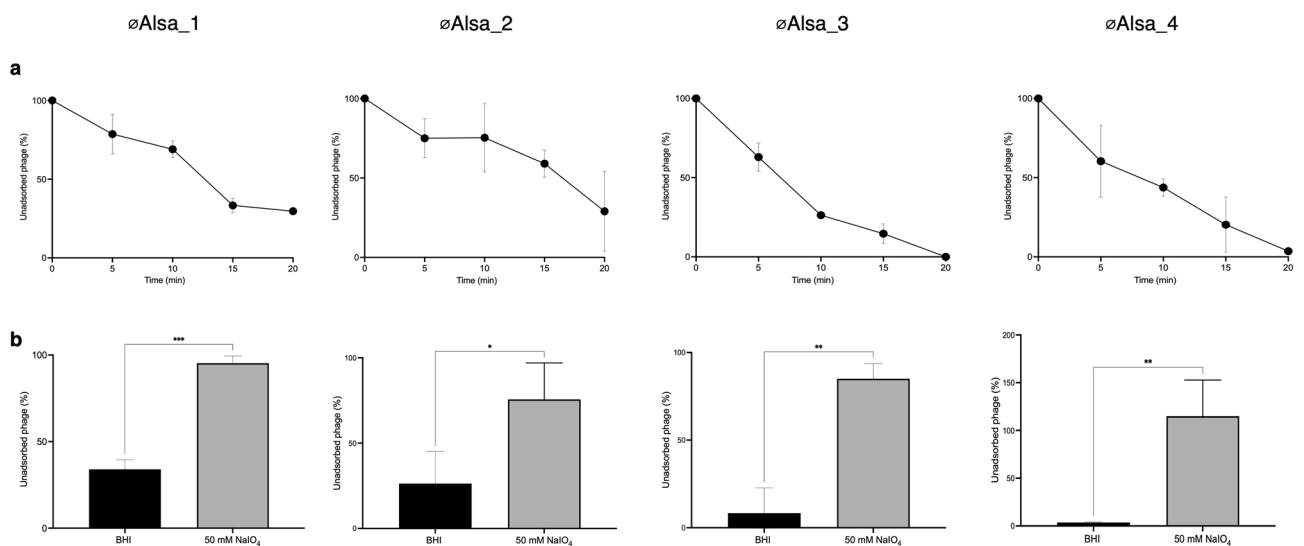 øAlsa_1 øAlsa_2 øAlsa_3 øAlsa_4
a
Unadsorbed phage (%)
100
50
0
0 5 10 15 20
Time (min)
Unadsorbed phage (%)
100
50
0
0 5 10 15 20
Time (min)
Unadsorbed phage (%)
100
50
0
0 5 10 15 20
Time (min)
Unadsorbed phage (%)
100
50
0
0 5 10 15 20
Time (min)
b
Unadsorbed phage (%)
100
50
0
***
BHI 50 mM NaIO₄
Unadsorbed phage (%)
100
50
0
*
BHI 50 mM NaIO₄
Unadsorbed phage (%)
100
50
0
**
BHI 50 mM NaIO₄
Unadsorbed phage (%)
200
150
100
50
0
**
BHI 50 mM NaIO₄